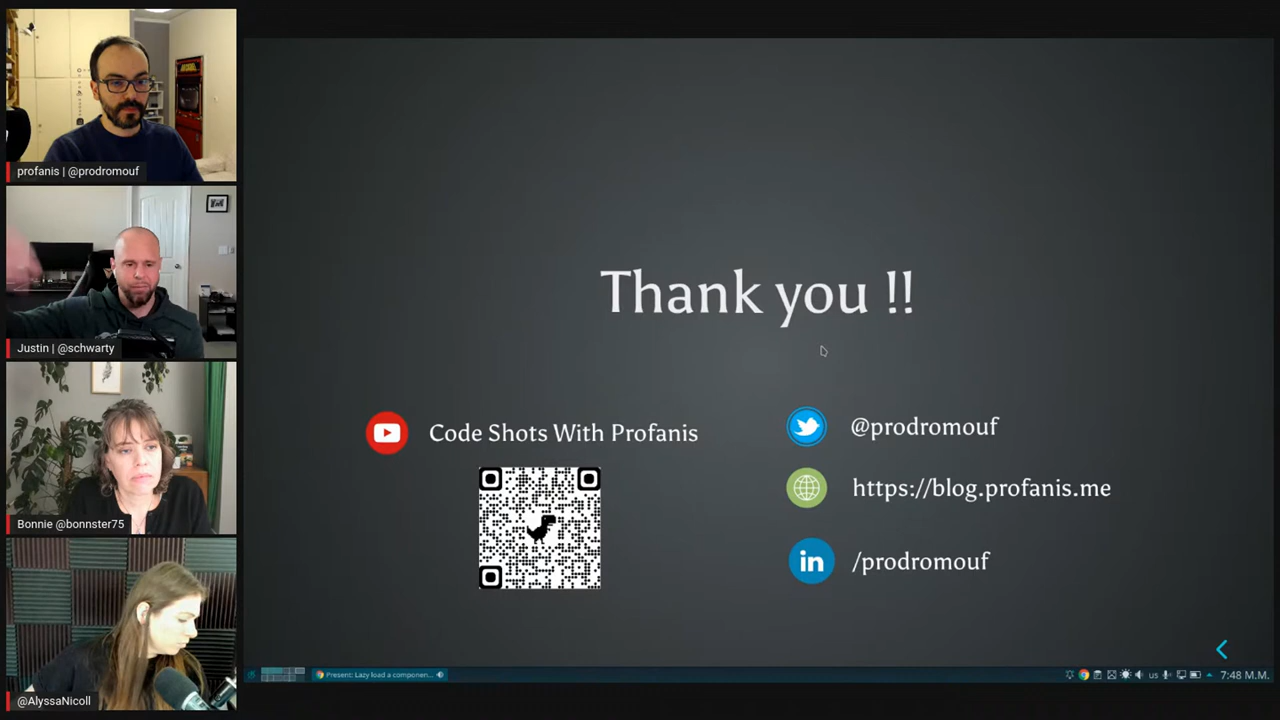 profanis | @prodromouf
Justin | @schwarty
Bonnie @bonnster75
@AlyssaNicoll
Thank you !!
Code Shots With Profanis
@prodromouf
https://blog.profanis.me
in
/prodromouf
Present: Lazy load a componen...
us
7:48 M.M.